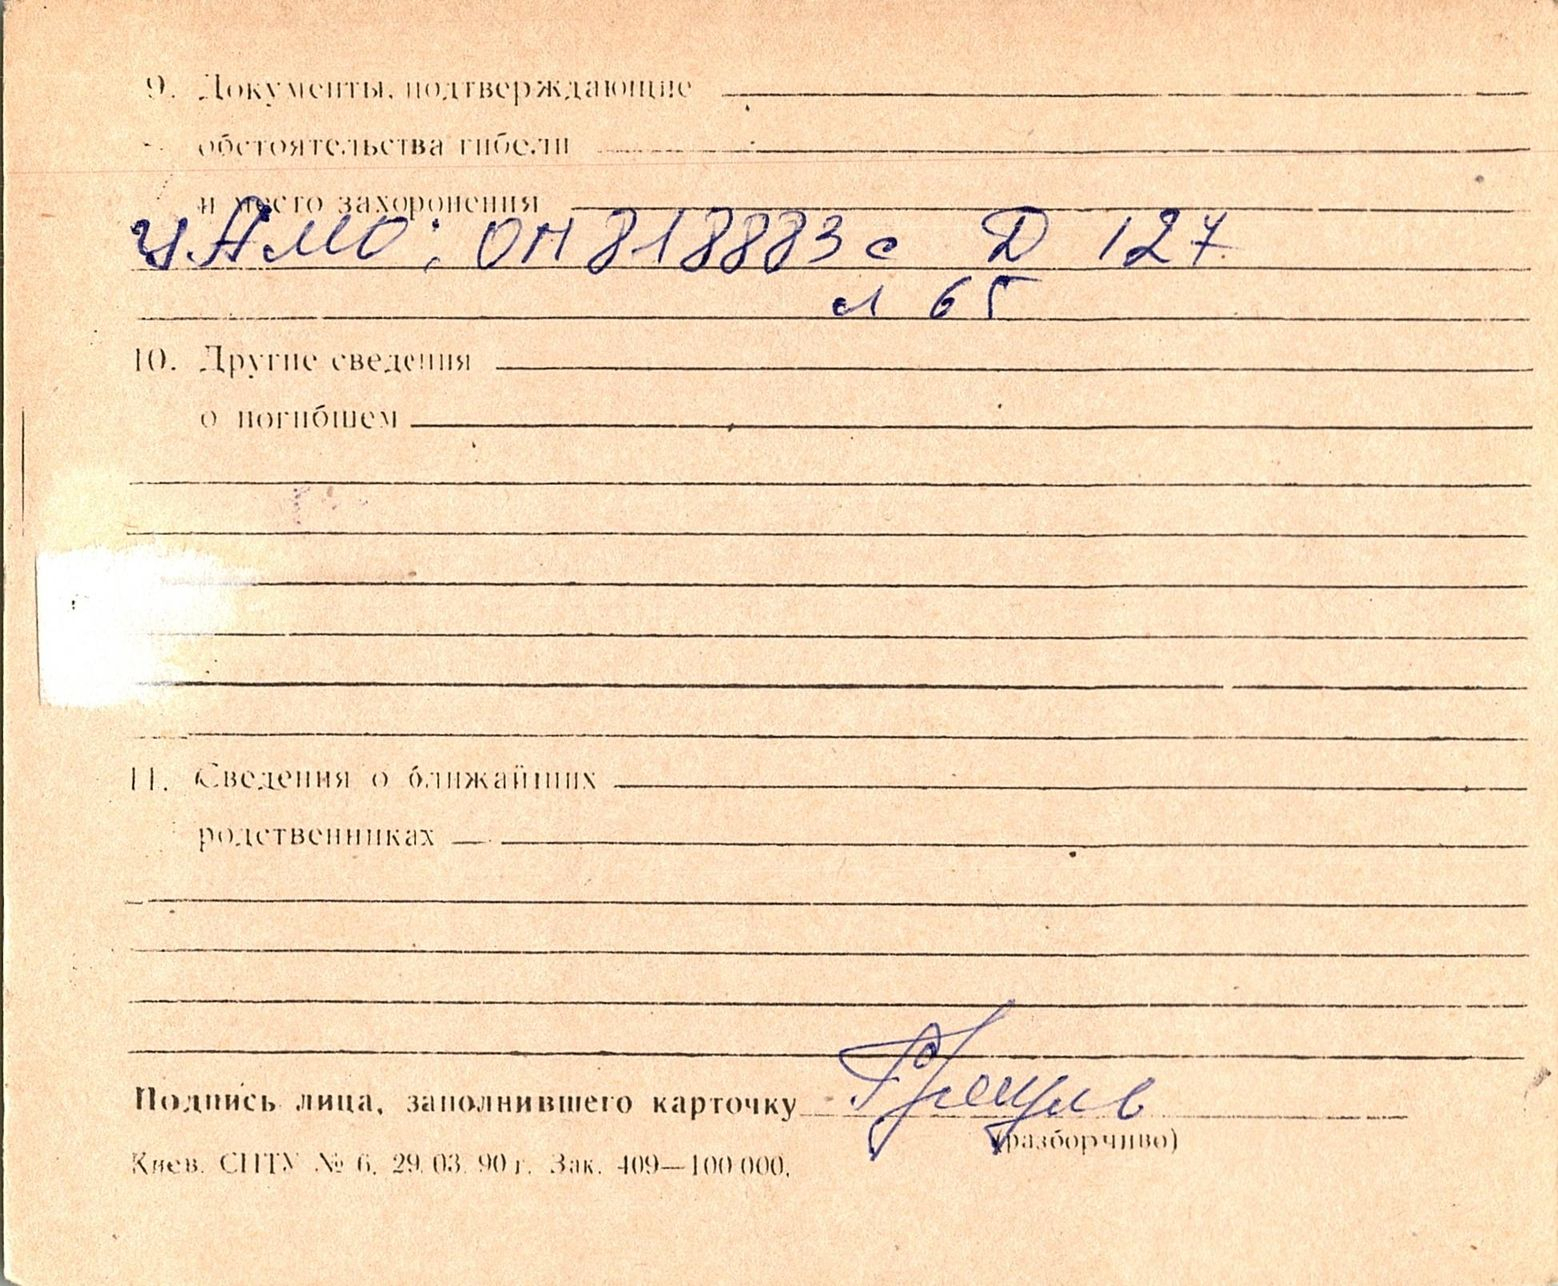 9. Документы, подтверждающие
обстоятельства гибели
и место захоронения
ЦАМО: ОП 818883с Д 127
л 65
10. Другие сведения
о погибшем
11. Сведения о ближайших
родственниках
Подпись лица, заполнившего карточку
(разборчиво)
Киев. СПТУ № 6. 29.03.90 г. Зак. 409—100 000.